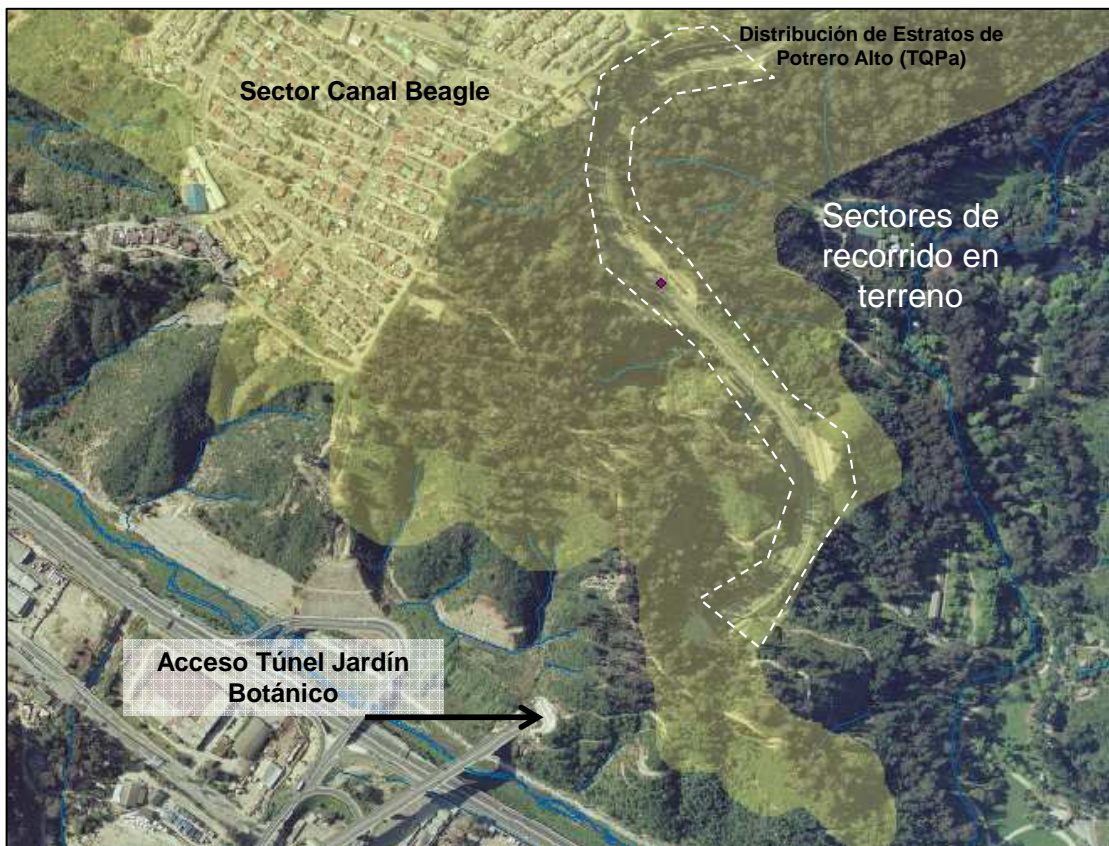 Distribución de Estratos de
Potrero Alto (TQPa)
Sector Canal Beagle
Sectores de
recorrido en
terreno
Acceso Túnel Jardín
Botánico